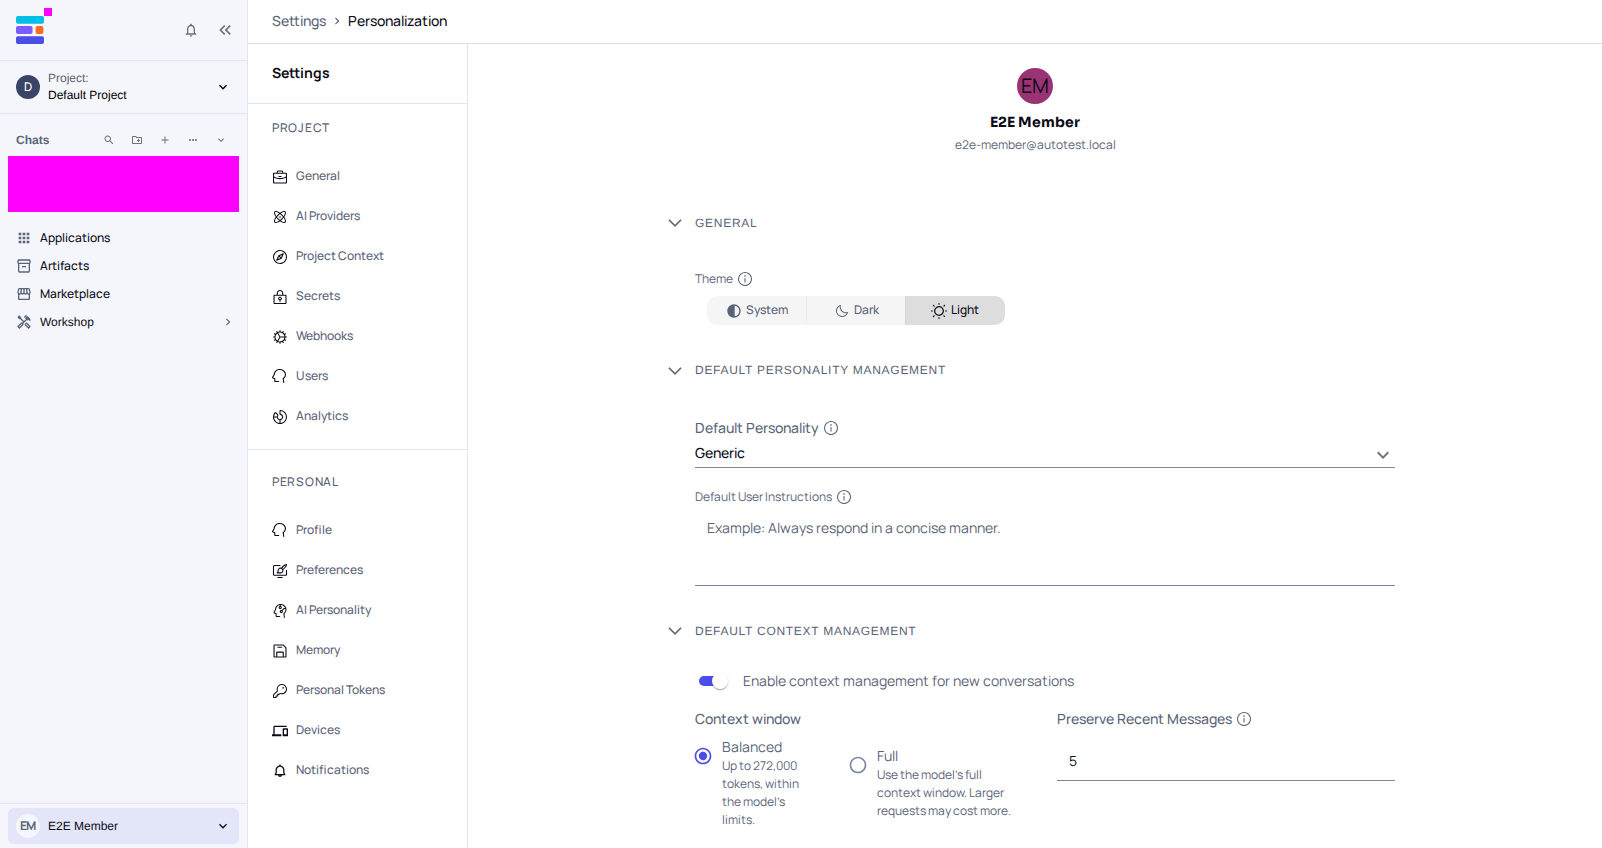 Settings > Personalization
D
Project:
Default Project
Chats
Applications
Artifacts
Marketplace
Workshop
EM
E2E Member
Settings
PROJECT
General
AI Providers
Project Context
Secrets
Webhooks
Users
Analytics
PERSONAL
Profile
Preferences
AI Personality
Memory
Personal Tokens
Devices
Notifications
EM
E2E Member
e2e-member@autotest.local
GENERAL
Theme
System Dark Light
DEFAULT PERSONALITY MANAGEMENT
Default Personality
Generic
Default User Instructions
Example: Always respond in a concise manner.
DEFAULT CONTEXT MANAGEMENT
Enable context management for new conversations
Context window
Balanced
Up to 272,000
tokens, within
the model's
limits.
Full
Use the model's full
context window. Larger
requests may cost more.
Preserve Recent Messages
5